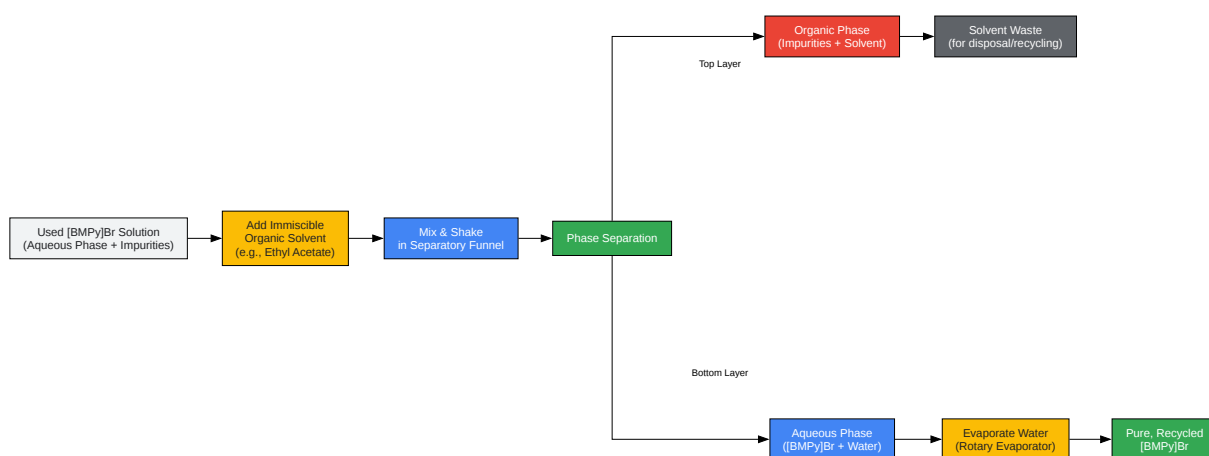 Organic Phase
(Impurities + Solvent)
Solvent Waste
(for disposal/recycling)
Top Layer
Used [BMPy]Br Solution
(Aqueous Phase + Impurities)
Add Immiscible
Organic Solvent
(e.g., Ethyl Acetate)
Mix & Shake
in Separatory Funnel
Phase Separation
Bottom Layer
Aqueous Phase
([BMPy]Br + Water)
Evaporate Water
(Rotary Evaporator)
Pure, Recycled
[BMPy]Br